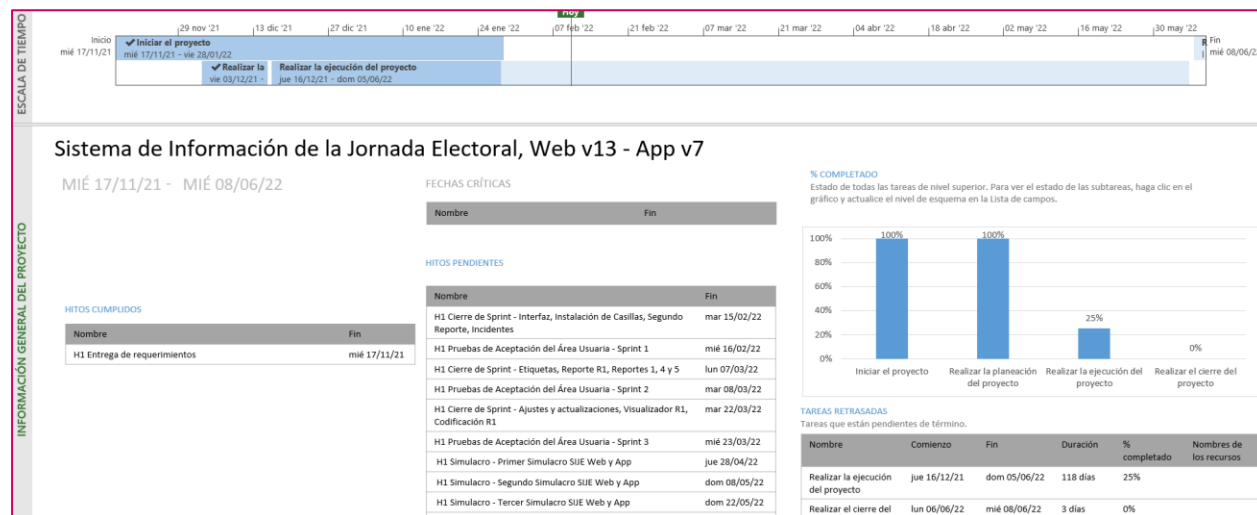 ESCALA DE TIEMPO
Hoy
29 nov '21
13 dic '21
27 dic '21
10 ene '22
24 ene '22
07 feb '22
21 feb '22
07 mar '22
21 mar '22
04 abr '22
18 abr '22
02 may '22
16 may '22
30 may '22
Inicio
mié 17/11/21
✔ Iniciar el proyecto
mié 17/11/21 - vie 28/01/22
✔ Realizar la
vie 03/12/21 -
Realizar la ejecución del proyecto
jue 16/12/21 - dom 05/06/22
Fin
mié 08/06/2
INFORMACIÓN GENERAL DEL PROYECTO
Sistema de Información de la Jornada Electoral, Web v13 - App v7
MIÉ 17/11/21 - MIÉ 08/06/22
HITOS CUMPLIDOS
Nombre Fin
H1 Entrega de requerimientos mié 17/11/21
FECHAS CRÍTICAS
Nombre Fin
HITOS PENDIENTES
Nombre Fin
H1 Cierre de Sprint - Interfaz, Instalación de Casillas, Segundo mar 15/02/22
Reporte, Incidentes
H1 Pruebas de Aceptación del Área Usuaria - Sprint 1 mié 16/02/22
H1 Cierre de Sprint - Etiquetas, Reporte R1, Reportes 1, 4 y 5 lun 07/03/22
H1 Pruebas de Aceptación del Área Usuaria - Sprint 2 mar 08/03/22
H1 Cierre de Sprint - Ajustes y actualizaciones, Visualizador R1, mar 22/03/22
Codificación R1
H1 Pruebas de Aceptación del Área Usuaria - Sprint 3 mié 23/03/22
H1 Simulacro - Primer Simulacro SIJE Web y App jue 28/04/22
H1 Simulacro - Segundo Simulacro SIJE Web y App dom 08/05/22
H1 Simulacro - Tercer Simulacro SIJE Web y App dom 22/05/22
% COMPLETADO
Estado de todas las tareas de nivel superior. Para ver el estado de las subtareas, haga clic en el
gráfico y actualice el nivel de esquema en la Lista de campos.
100%
80%
60%
40%
20%
0%
100%
100%
25%
0%
Iniciar el proyecto
Realizar la planeación
del proyecto
Realizar la ejecución del
proyecto
Realizar el cierre del
proyecto
TAREAS RETRASADAS
Tareas que están pendientes de término.
Nombre Comienzo Fin Duración % Nombres de
completado los recursos
Realizar la ejecución jue 16/12/21 dom 05/06/22 118 días 25%
del proyecto
Realizar el cierre del lun 06/06/22 mié 08/06/22 3 días 0%